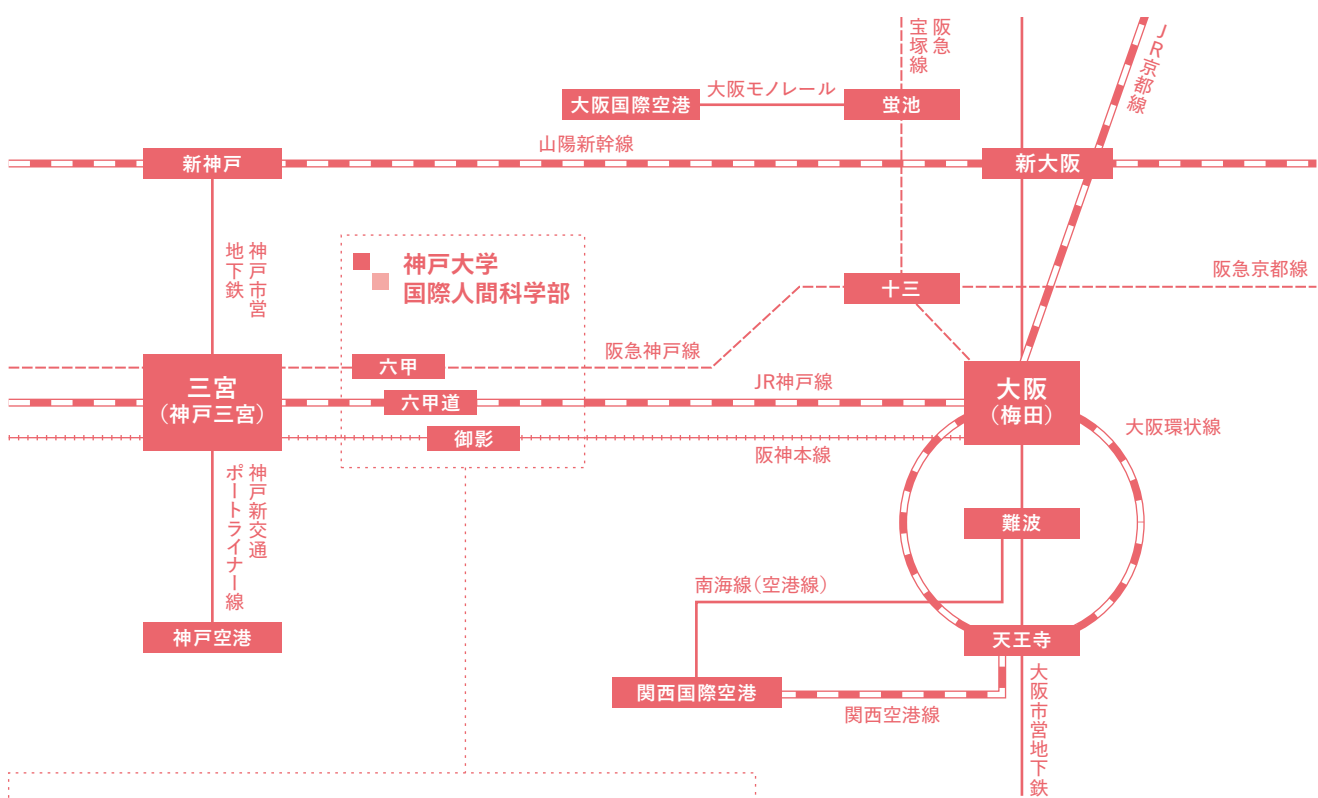 阪急
宝塚線
JR京都線
大阪モノレール
大阪国際空港
蛍池
山陽新幹線
新神戸
新大阪
神戸市営
地下鉄
神戸大学
国際人間科学部
阪急京都線
十三
阪急神戸線
六甲
三宮
（神戸三宮）
JR神戸線
大阪
（梅田）
六甲道
大阪環状線
御影
阪神本線
神戸新交通
ポートライナー線
難波
南海線（空港線）
神戸空港
天王寺
関西国際空港
関西空港線
大阪市営地下鉄